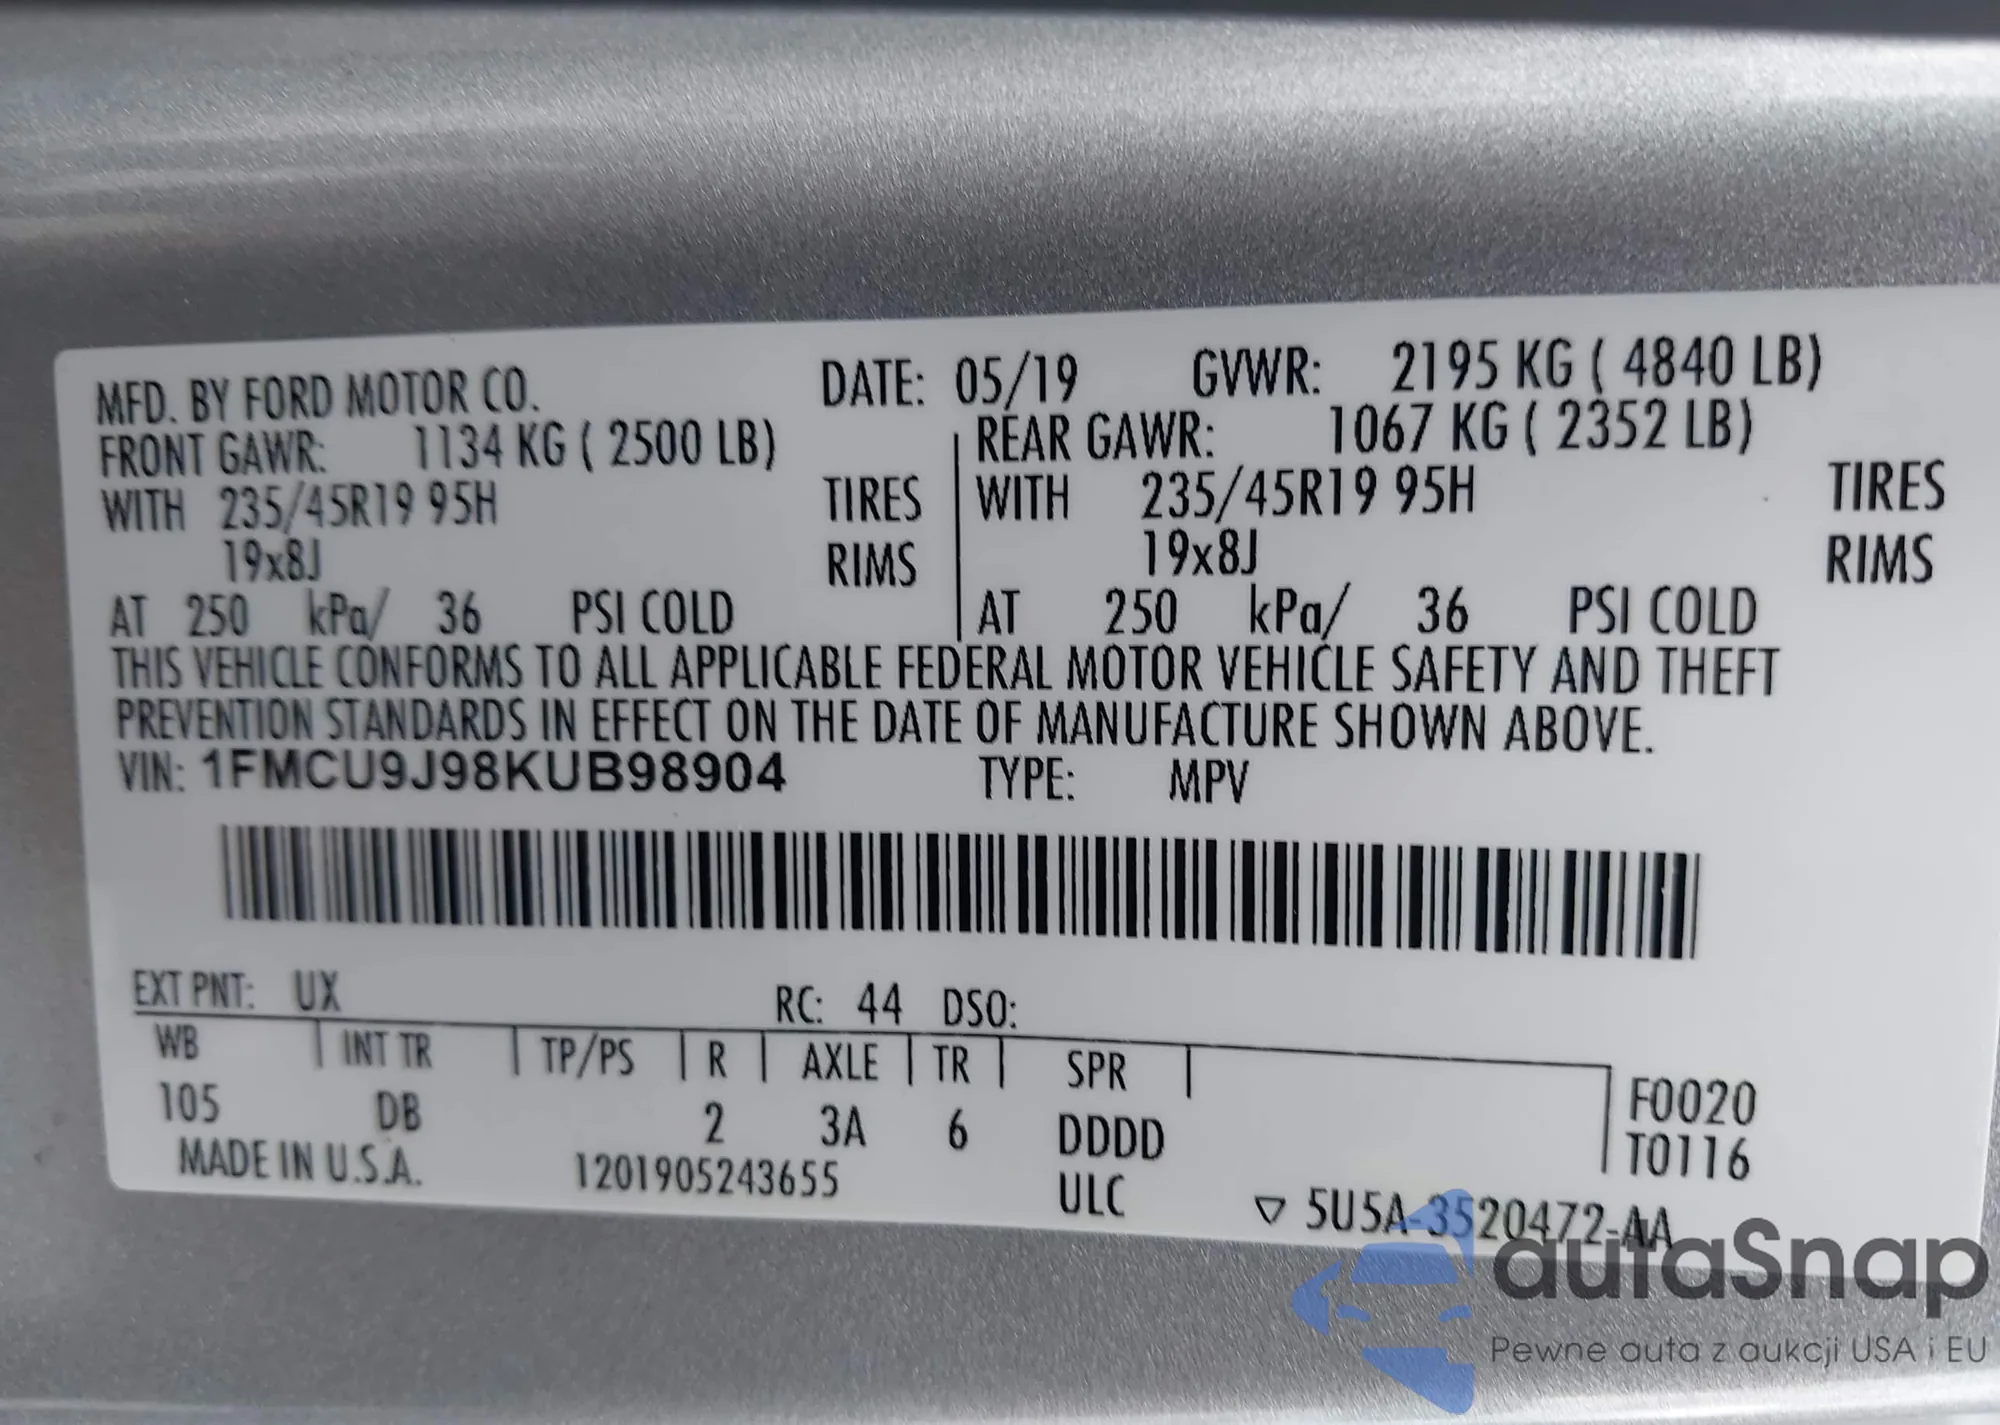 MFD. BY FORD MOTOR CO. DATE: 05/19 GVWR: 2195 KG ( 4840 LB)
FRONT GAWR: 1134 KG ( 2500 LB) REAR GAWR: 1067 KG ( 2352 LB)
WITH 235/45R19 95H TIRES WITH 235/45R19 95H TIRES
19x8J RIMS 19x8J RIMS
AT 250 kPa/ 36 PSI COLD AT 250 kPa/ 36 PSI COLD
THIS VEHICLE CONFORMS TO ALL APPLICABLE FEDERAL MOTOR VEHICLE SAFETY AND THEFT
PREVENTION STANDARDS IN EFFECT ON THE DATE OF MANUFACTURE SHOWN ABOVE.
VIN: 1FMCU9J98KUB98904 TYPE: MPV
EXT PNT: UX RC: 44 DSO:
WB INT TR TP/PS R AXLE TR SPR
105 DB 2 3A 6 DDDD F0020
MADE IN U.S.A. 1201905243655 ULC T0116
▽ 5U5A-3520472-AA
autaSnap
Pewne auta z aukcji USA i EU